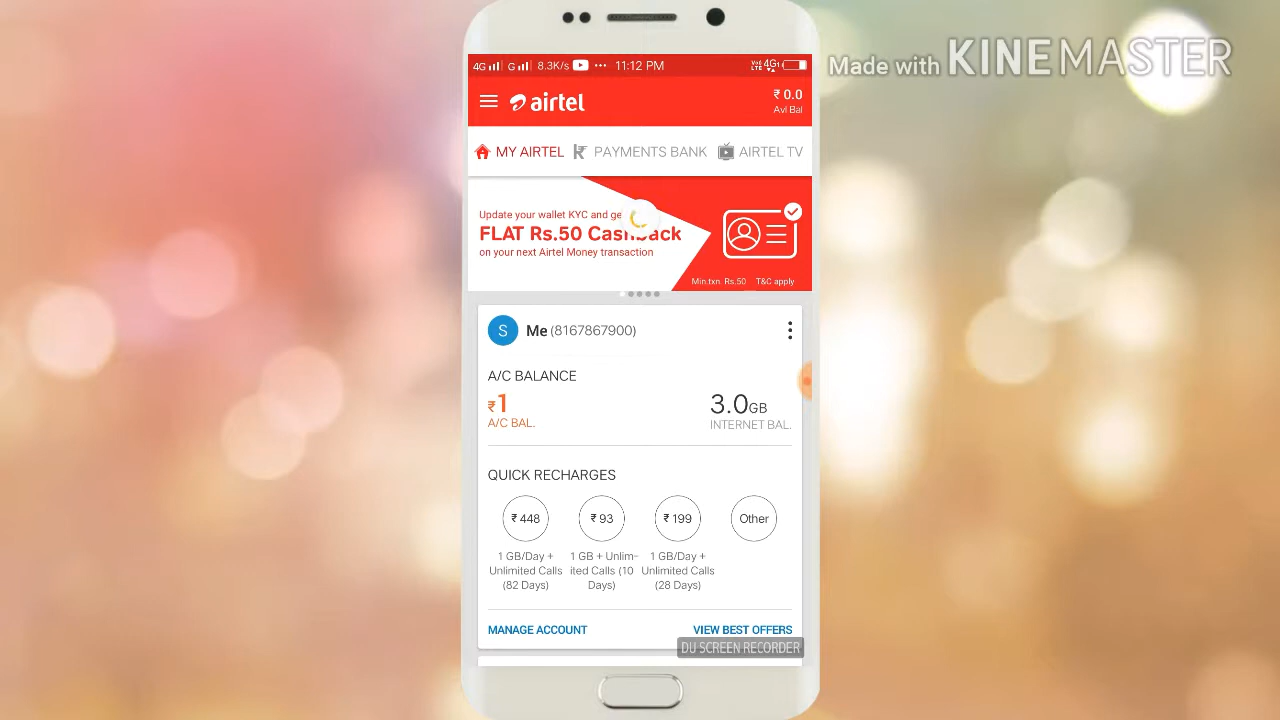 Made with KINEMASTER
4G G 8.3K/s ••• 11:12 PM VoLTE 4G
airtel
₹ 0.0
Avl Bal
MY AIRTEL PAYMENTS BANK AIRTEL TV
Update your wallet KYC and ge
FLAT Rs.50 Cashback
on your next Airtel Money transaction
Min.txn. Rs.50 T&C apply
S Me (8167867900)
A/C BALANCE
₹1 3.0GB
A/C BAL. INTERNET BAL.
QUICK RECHARGES
₹ 448 ₹ 93 ₹ 199 Other
1 GB/Day + 1 GB + Unlim- 1 GB/Day +
Unlimited Calls ited Calls (10 Unlimited Calls
(82 Days) Days) (28 Days)
MANAGE ACCOUNT VIEW BEST OFFERS
DU SCREEN RECORDER